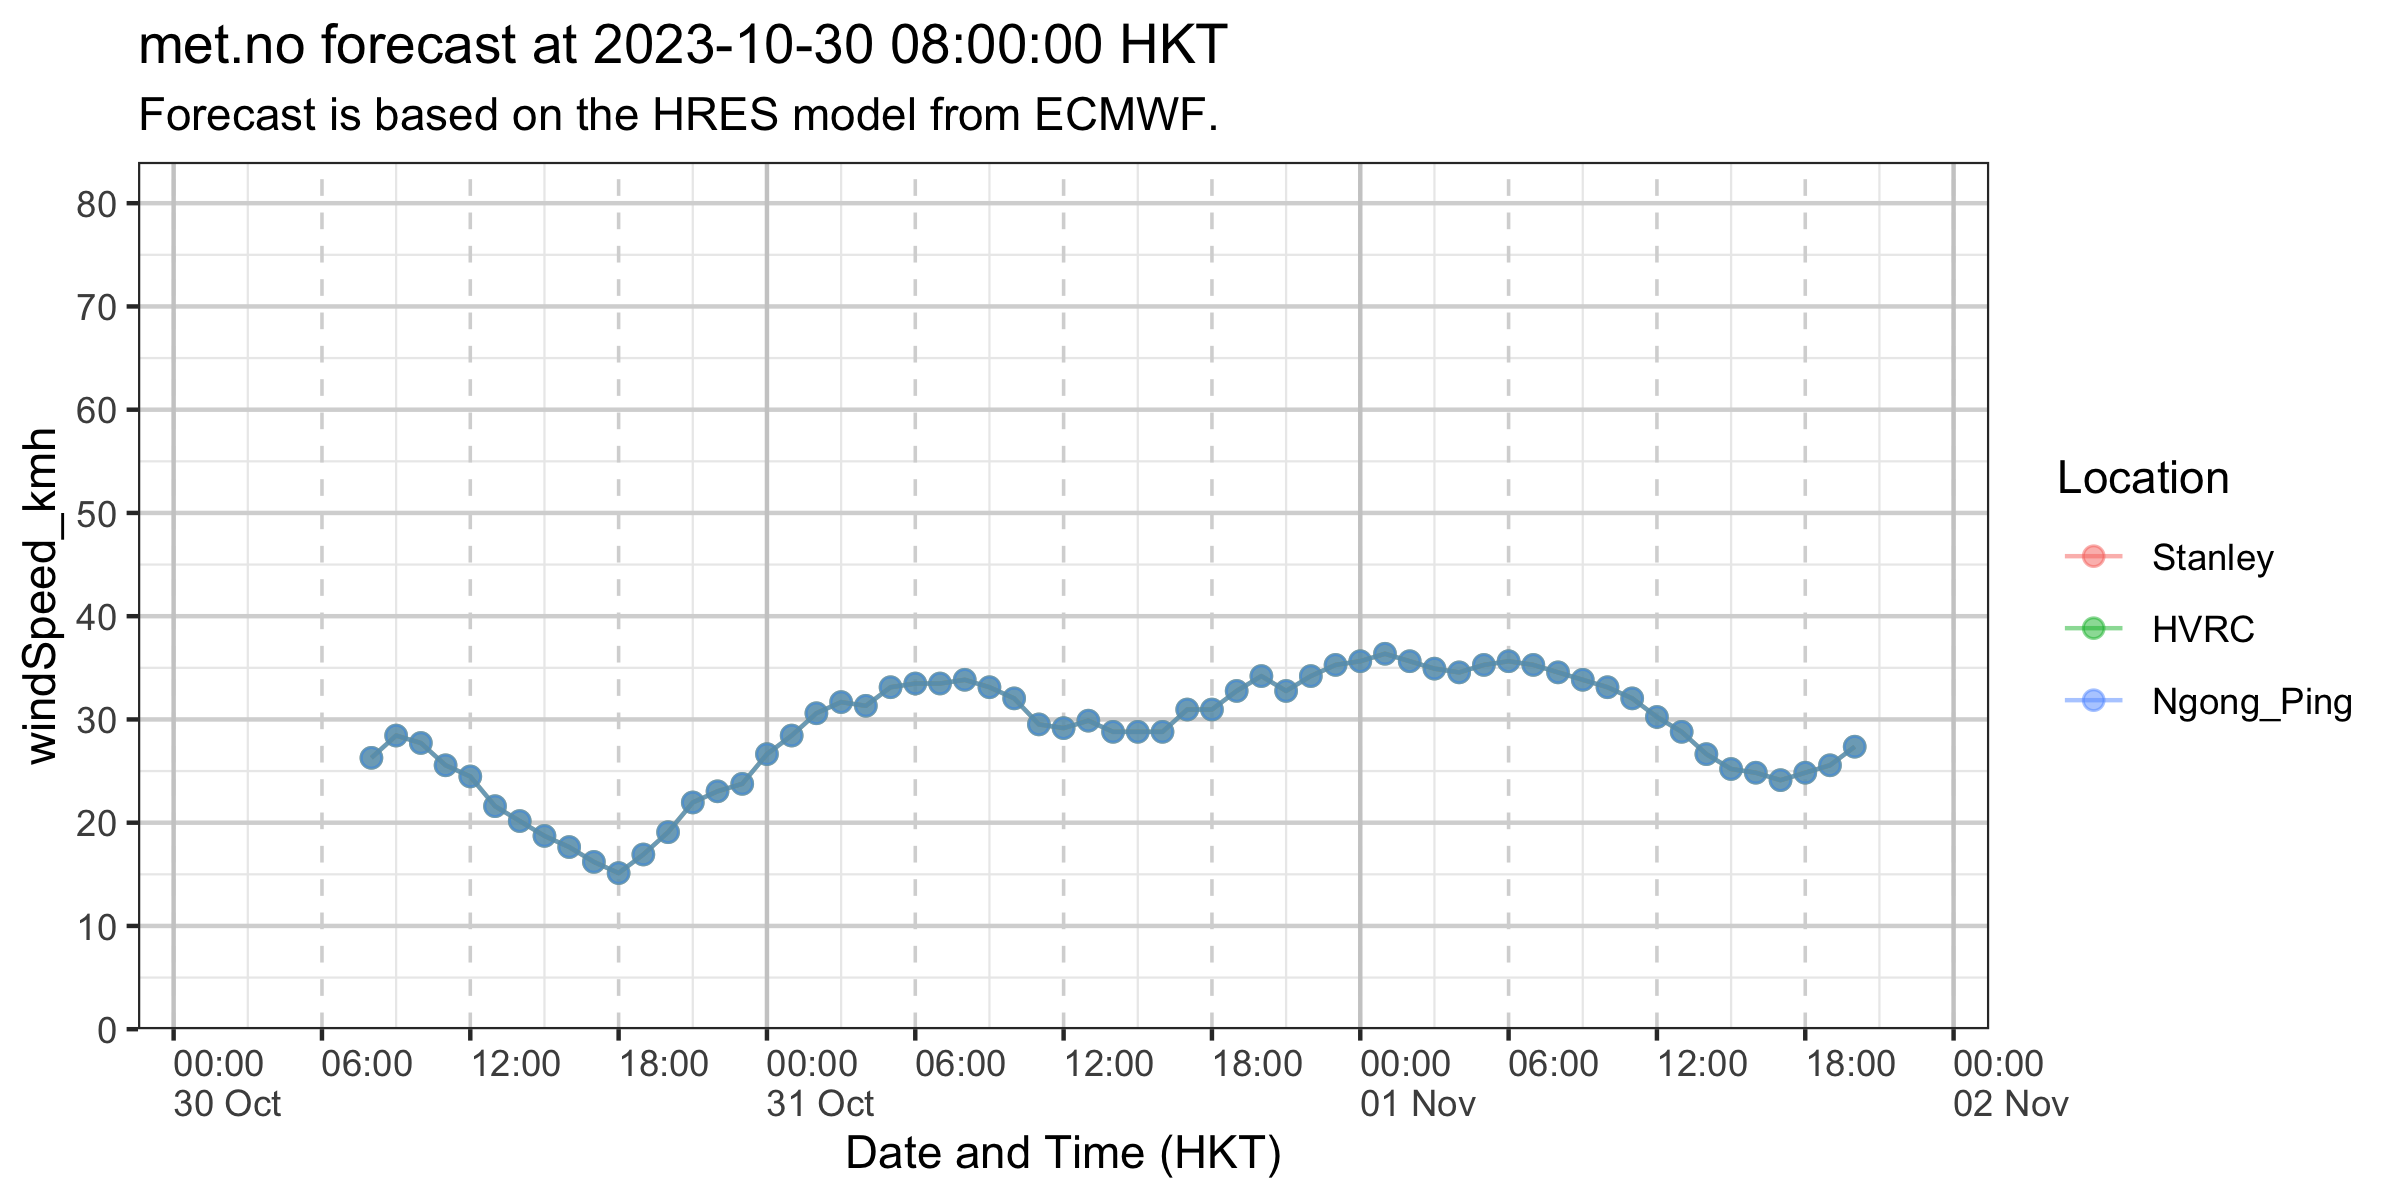 met.no forecast at 2023-10-30 08:00:00 HKT
Forecast is based on the HRES model from ECMWF.
windSpeed_kmh
80
70
60
50
40
30
20
10
0
00:00 06:00 12:00 18:00 00:00 06:00 12:00 18:00 00:00 06:00 12:00 18:00 00:00
30 Oct 31 Oct 01 Nov 02 Nov
Date and Time (HKT)
Location
Stanley
HVRC
Ngong_Ping